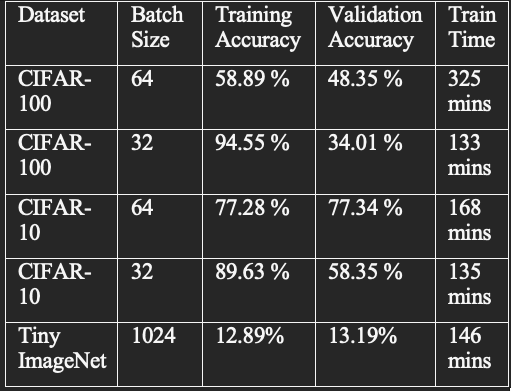 Dataset Batch Size Training Accuracy Validation Accuracy Train Time
CIFAR-100 64 58.89 % 48.35 % 325 mins
CIFAR-100 32 94.55 % 34.01 % 133 mins
CIFAR-10 64 77.28 % 77.34 % 168 mins
CIFAR-10 32 89.63 % 58.35 % 135 mins
Tiny ImageNet 1024 12.89% 13.19% 146 mins